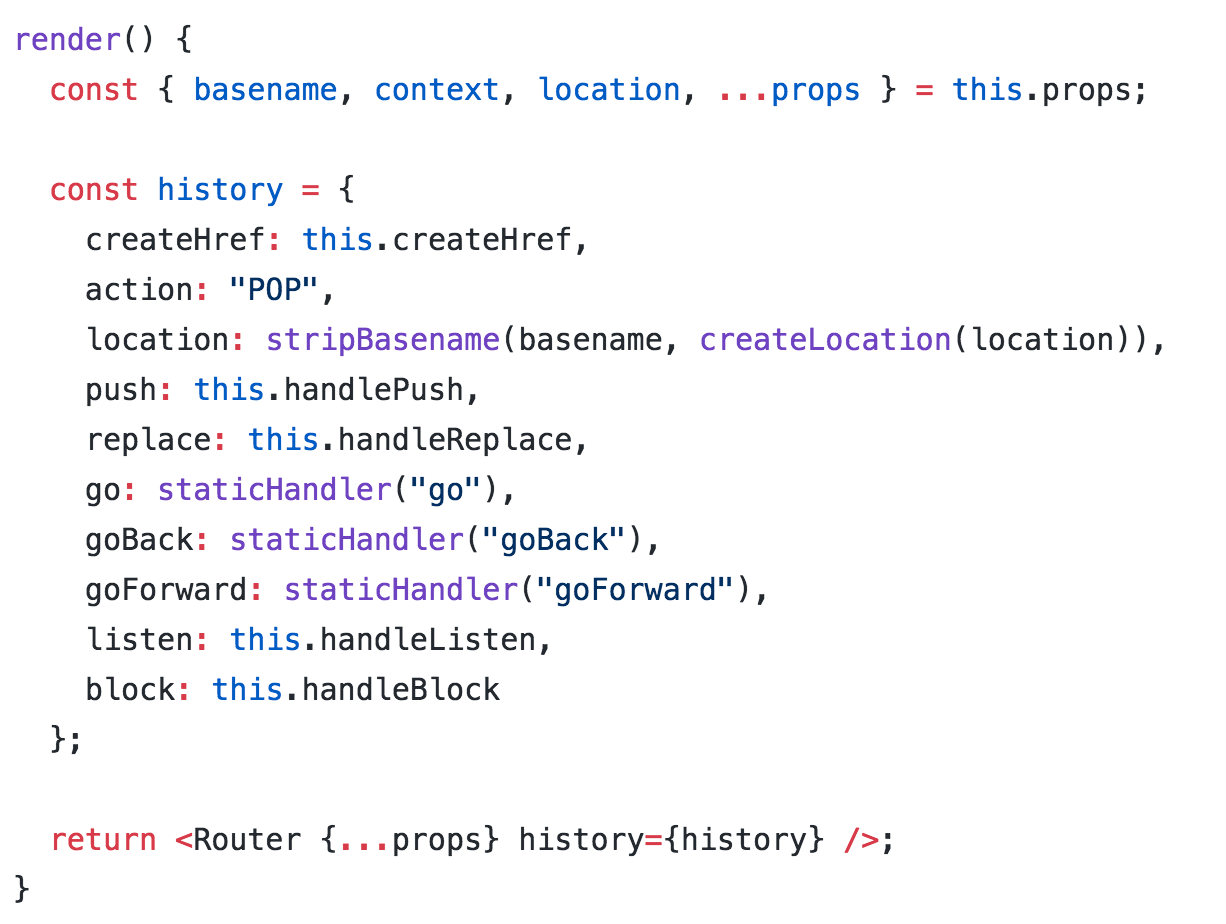 render() {
  const { basename, context, location, ...props } = this.props;

  const history = {
    createHref: this.createHref,
    action: "POP",
    location: stripBasename(basename, createLocation(location)),
    push: this.handlePush,
    replace: this.handleReplace,
    go: staticHandler("go"),
    goBack: staticHandler("goBack"),
    goForward: staticHandler("goForward"),
    listen: this.handleListen,
    block: this.handleBlock
  };

  return <Router {...props} history={history} />;
}